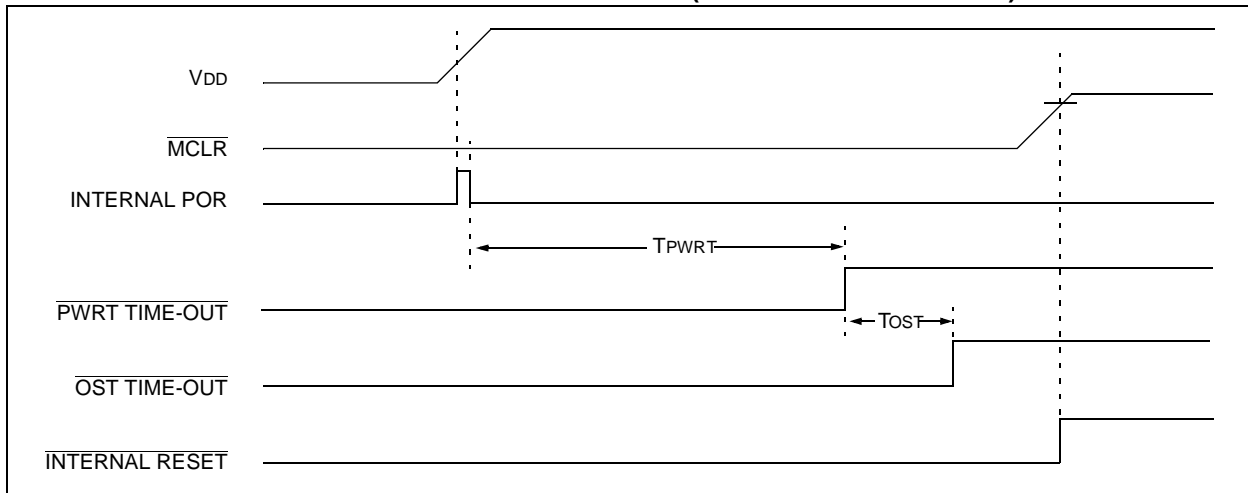 VDD
MCLR
INTERNAL POR
TPWRT
PWRT TIME-OUT
TOST
OST TIME-OUT
INTERNAL RESET